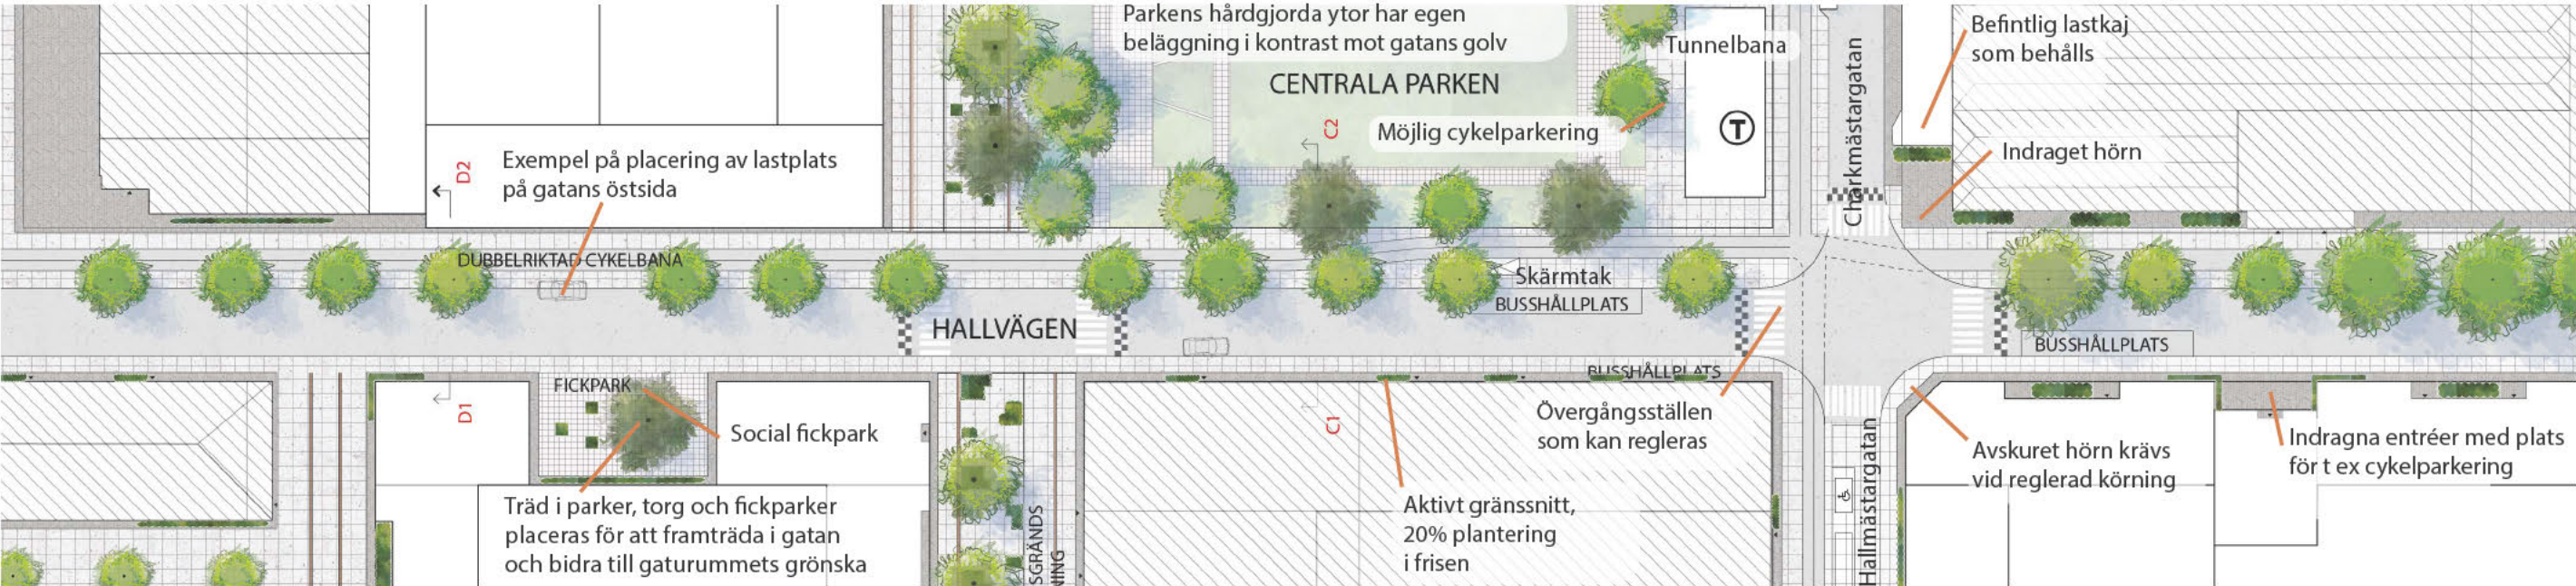 Parkens hårdgjorda ytor har egen
beläggning i kontrast mot gatans golv
CENTRALA PARKEN
C2
Möjlig cykelparkering
Tunnelbana
T
Charkmästargatan
Befintlig lastkaj
som behålls
Indraget hörn
D2
Exempel på placering av lastplats
på gatans östsida
DUBBELRIKTAD CYKELBANA
HALLVÄGEN
Skärmtak
BUSSHÅLLPLATS
BUSSHÅLLPLATS
BUSSHÅLLPLATS
FICKPARK
D1
Social fickpark
Träd i parker, torg och fickparker
placeras för att framträda i gatan
och bidra till gaturummets grönska
SGRÄNDS
NING
C1
Aktivt gränssnitt,
20% plantering
i frisen
Övergångsställen
som kan regleras
Hallmästargatan
Avskuret hörn krävs
vid reglerad körning
Indragna entréer med plats
för t ex cykelparkering